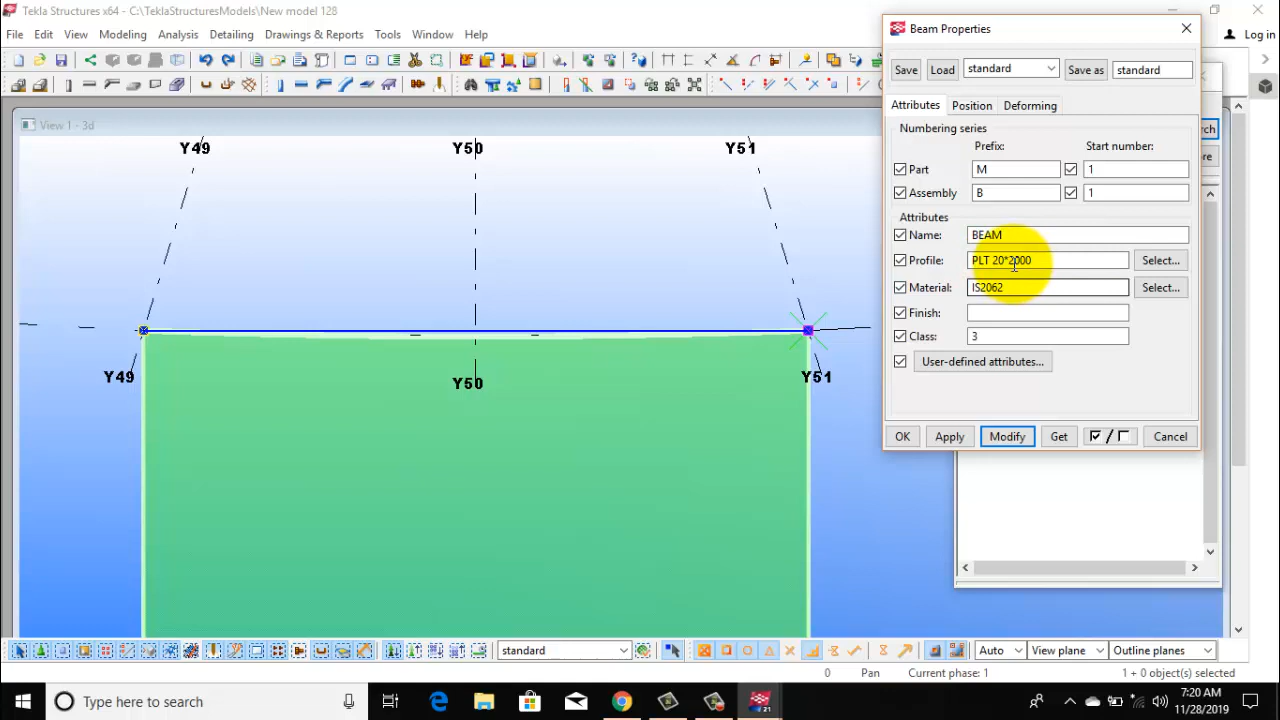 Tekla Structures x64 - C:\TeklaStructuresModels\New model 128
File Edit View Modeling Analysis Detailing Drawings & Reports Tools Window Help
Log in
View 1 - 3d
Y49 Y50 Y51
Y49 Y50 Y51
Beam Properties
Save Load standard Save as standard
Attributes Position Deforming
Numbering series
Prefix: Start number:
Part M 1
Assembly B 1
Attributes
Name: BEAM
Profile: PLT 20*2000 Select...
Material: IS2062 Select...
Finish:
Class: 3
User-defined attributes...
OK Apply Modify Get / Cancel
standard Auto View plane Outline planes
0 Pan Current phase: 1 1 + 0 object(s) selected
Type here to search
21
7:20 AM
11/28/2019